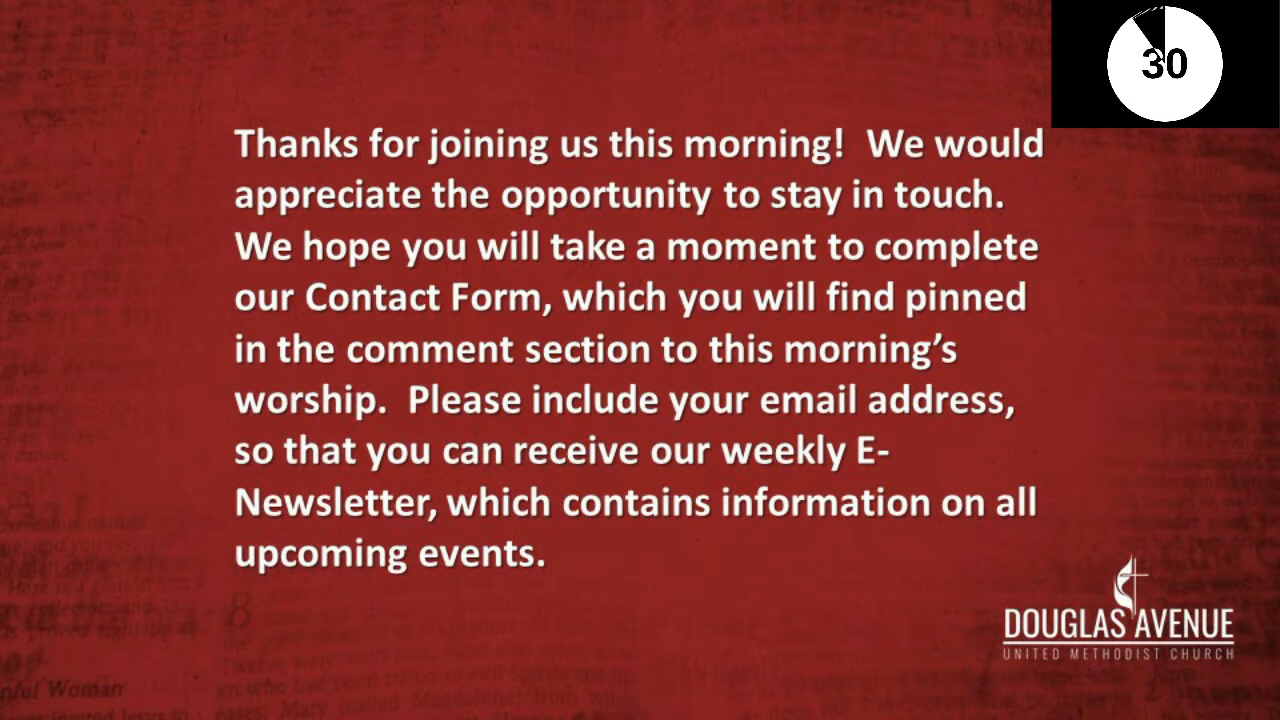 30
Thanks for joining us this morning!  We would
appreciate the opportunity to stay in touch.
We hope you will take a moment to complete
our Contact Form, which you will find pinned
in the comment section to this morning’s
worship.  Please include your email address,
so that you can receive our weekly E-
Newsletter, which contains information on all
upcoming events.
DOUGLAS AVENUE
UNITED METHODIST CHURCH
8
nful Woman